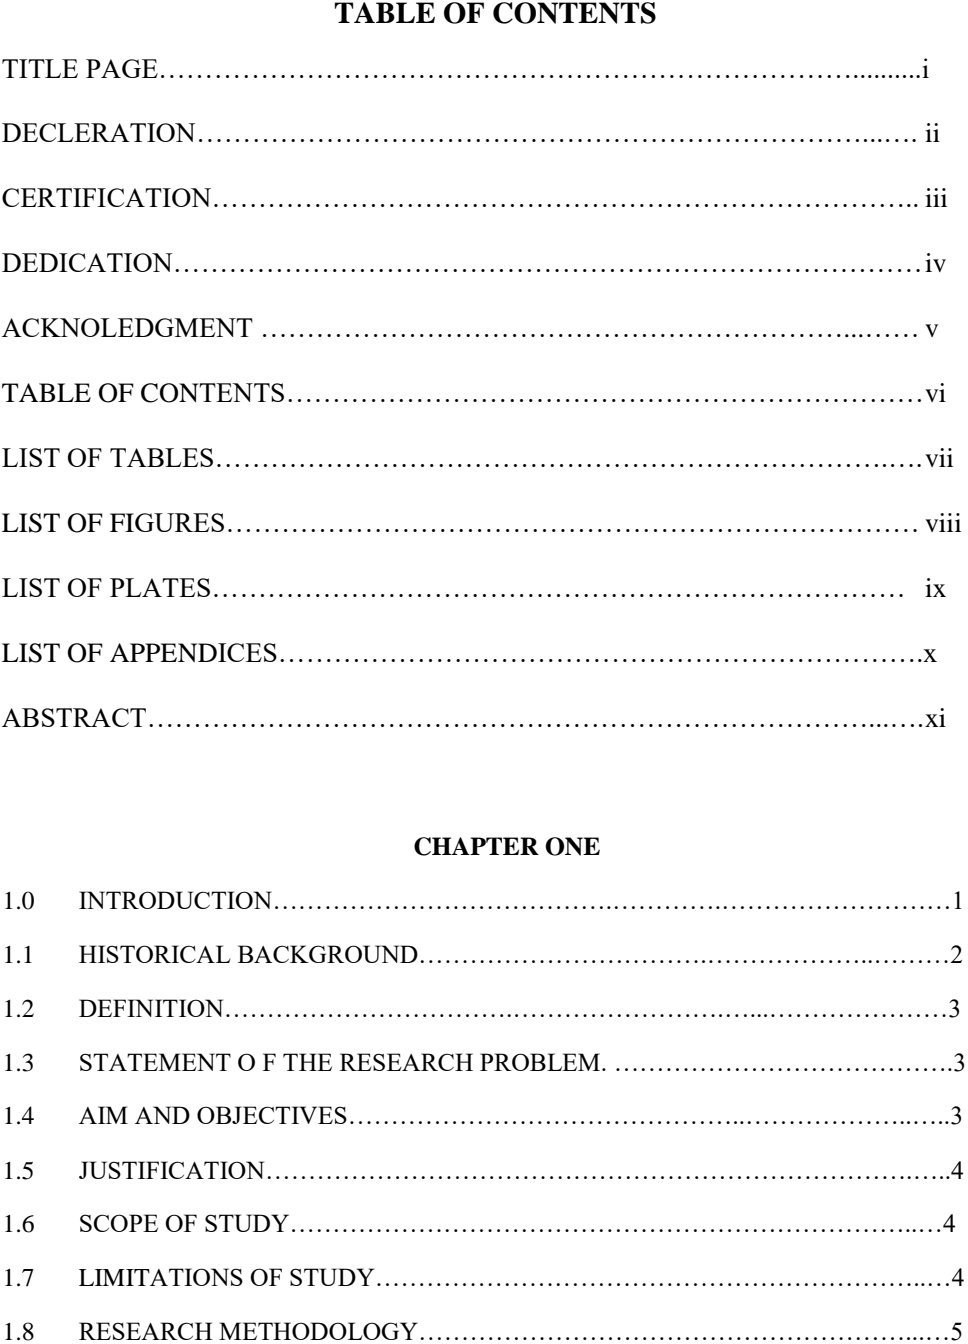 TABLE OF CONTENTS
TITLE PAGE…………………………………………………………………..........i
DECLERATION…………………………………………………………...…. ii
CERTIFICATION………………………………………………………….. iii
DEDICATION………………………………………………………………iv
ACKNOLEDGMENT …………………………………………………...…… v
TABLE OF CONTENTS………………………………………………………vi
LIST OF TABLES………………………………………………………….….vii
LIST OF FIGURES…………………………………………………………… viii
LIST OF PLATES…………………………………………………………… ix
LIST OF APPENDICES……………………………………………………….x
ABSTRACT………………………………………………………………...….xi
CHAPTER ONE
1.0 INTRODUCTION…………………………………….………….…………………………1
1.1 HISTORICAL BACKGROUND……………………………….………………..………2
1.2 DEFINITION……………………………….……………………….…...…………………3
1.3 STATEMENT O F THE RESEARCH PROBLEM. ……………………………….3
1.4 AIM AND OBJECTIVES…………………………………………..………………..…..3
1.5 JUSTIFICATION……………………………………………………………………….…..4
1.6 SCOPE OF STUDY…………………………………………………………………..…4
1.7 LIMITATIONS OF STUDY……………………………………………………………..…4
1.8 RESEARCH METHODOLOGY………………………………………………………..…5